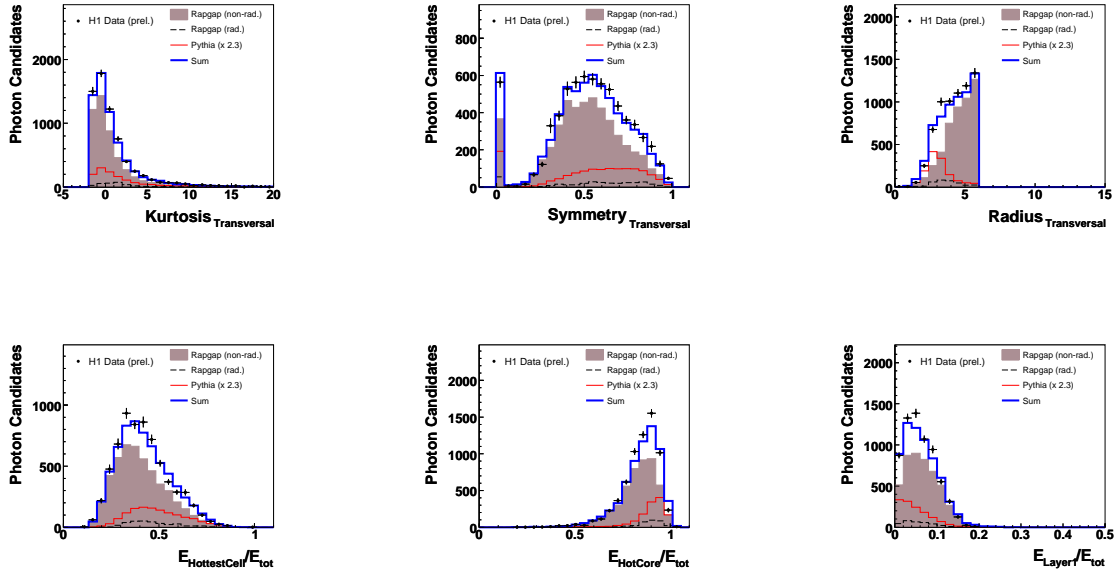 Photon Candidates
2000
1000
0
H1 Data (prel.)
Rapgap (non-rad.)
Rapgap (rad.)
Pythia (x 2.3)
Sum
-5 0 5 10 15 20
Kurtosis Transversal
Photon Candidates
800
600
400
200
0
H1 Data (prel.)
Rapgap (non-rad.)
Rapgap (rad.)
Pythia (x 2.3)
Sum
0 0.5 1
Symmetry Transversal
Photon Candidates
2000
1500
1000
500
0
H1 Data (prel.)
Rapgap (non-rad.)
Rapgap (rad.)
Pythia (x 2.3)
Sum
0 5 10 15
Radius Transversal
Photon Candidates
1000
500
0
H1 Data (prel.)
Rapgap (non-rad.)
Rapgap (rad.)
Pythia (x 2.3)
Sum
0 0.5 1
E HottestCell/E tot
Photon Candidates
2000
1500
1000
500
0
H1 Data (prel.)
Rapgap (non-rad.)
Rapgap (rad.)
Pythia (x 2.3)
Sum
0 0.5 1
E HotCore/E tot
Photon Candidates
2000
1500
1000
500
0
H1 Data (prel.)
Rapgap (non-rad.)
Rapgap (rad.)
Pythia (x 2.3)
Sum
0 0.1 0.2 0.3 0.4 0.5
E Layer1/E tot